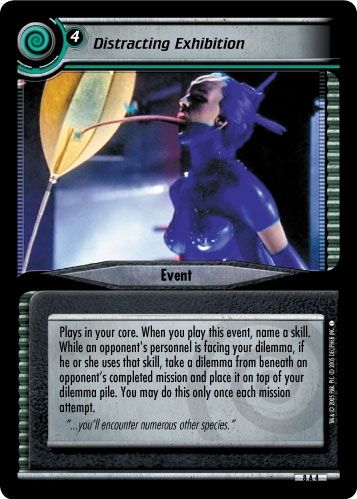 4
Distracting Exhibition
Event
Plays in your core. When you play this event, name a skill.
While an opponent's personnel is facing your dilemma, if
he or she uses that skill, take a dilemma from beneath an
opponent's completed mission and place it on top of your
dilemma pile. You may do this only once each mission
attempt.
"...you'll encounter numerous other species."
8 A 4